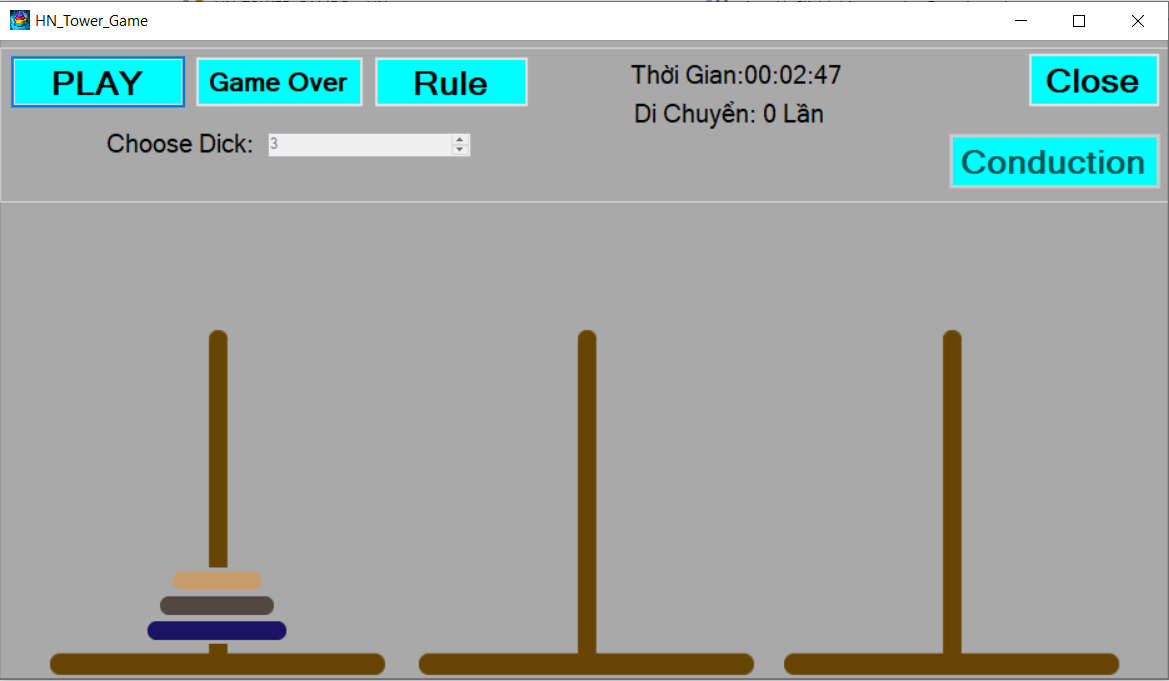 HN_Tower_Game
PLAY
Game Over
Rule
Thời Gian:00:02:47
Close
Di Chuyển: 0 Lần
Choose Dick:
3
Conduction